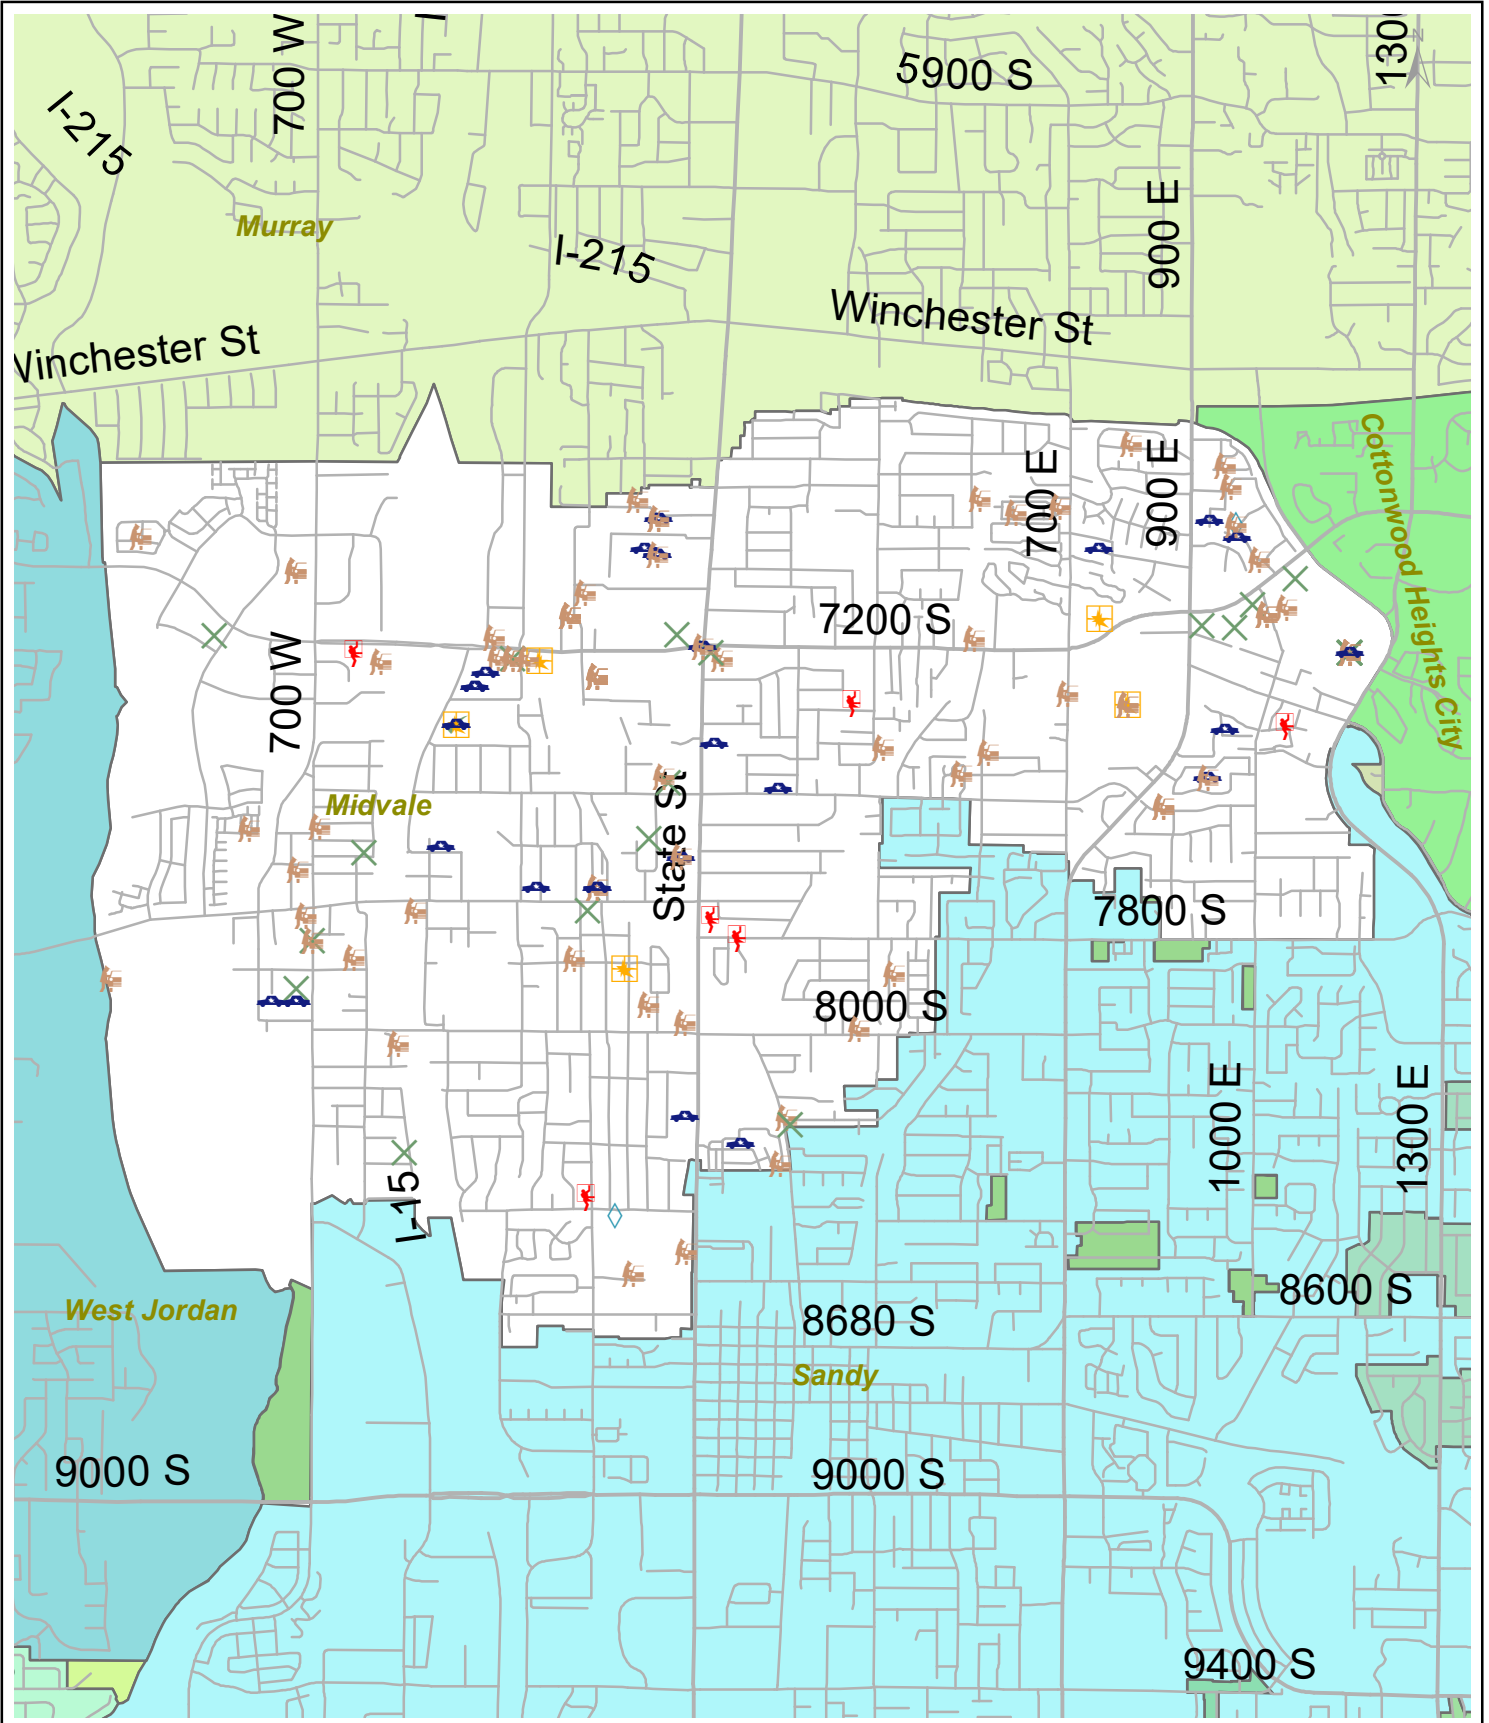 700 W
1300
5900 S
I-215
900 E
Murray
I-215
Winchester St
Winchester St
Cottonwood Heights City
900 E
700 E
7200 S
700 W
State St
Midvale
7800 S
8000 S
1000 E
1300 E
I-15
8600 S
West Jordan
8680 S
Sandy
9000 S
9000 S
9400 S